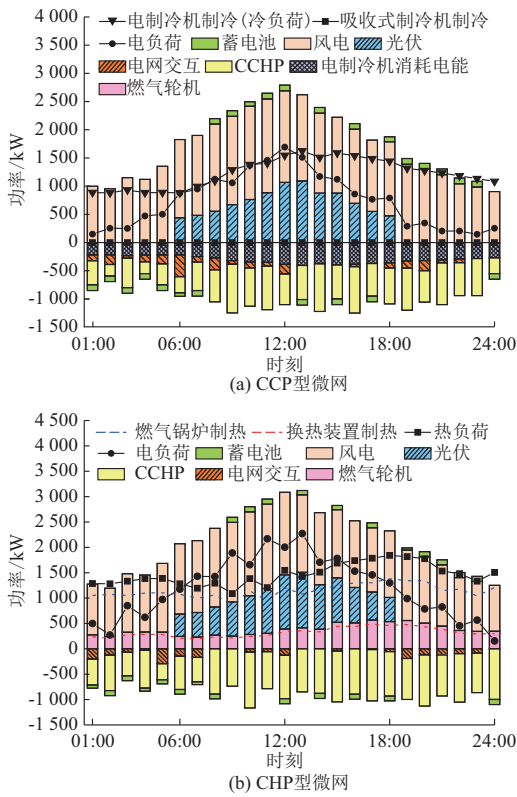 电制冷机制冷(冷负荷) 吸收式制冷机制冷
电负荷 蓄电池 风电 光伏
电网交互 CCHP 电制冷机消耗电能
燃气轮机
4 000
3 500
3 000
2 500
2 000
1 500
1 000
500
0
-500
-1 000
-1 500
功率/kW
01:00 06:00 12:00 18:00 24:00
时刻
(a) CCP型微网
燃气锅炉制热 换热装置制热 热负荷
电负荷 蓄电池 风电 光伏
CCHP 电网交互 燃气轮机
4 500
4 000
3 500
3 000
2 500
2 000
1 500
1 000
500
0
-500
-1 000
-1 500
功率/kW
01:00 06:00 12:00 18:00 24:00
时刻
(b) CHP型微网